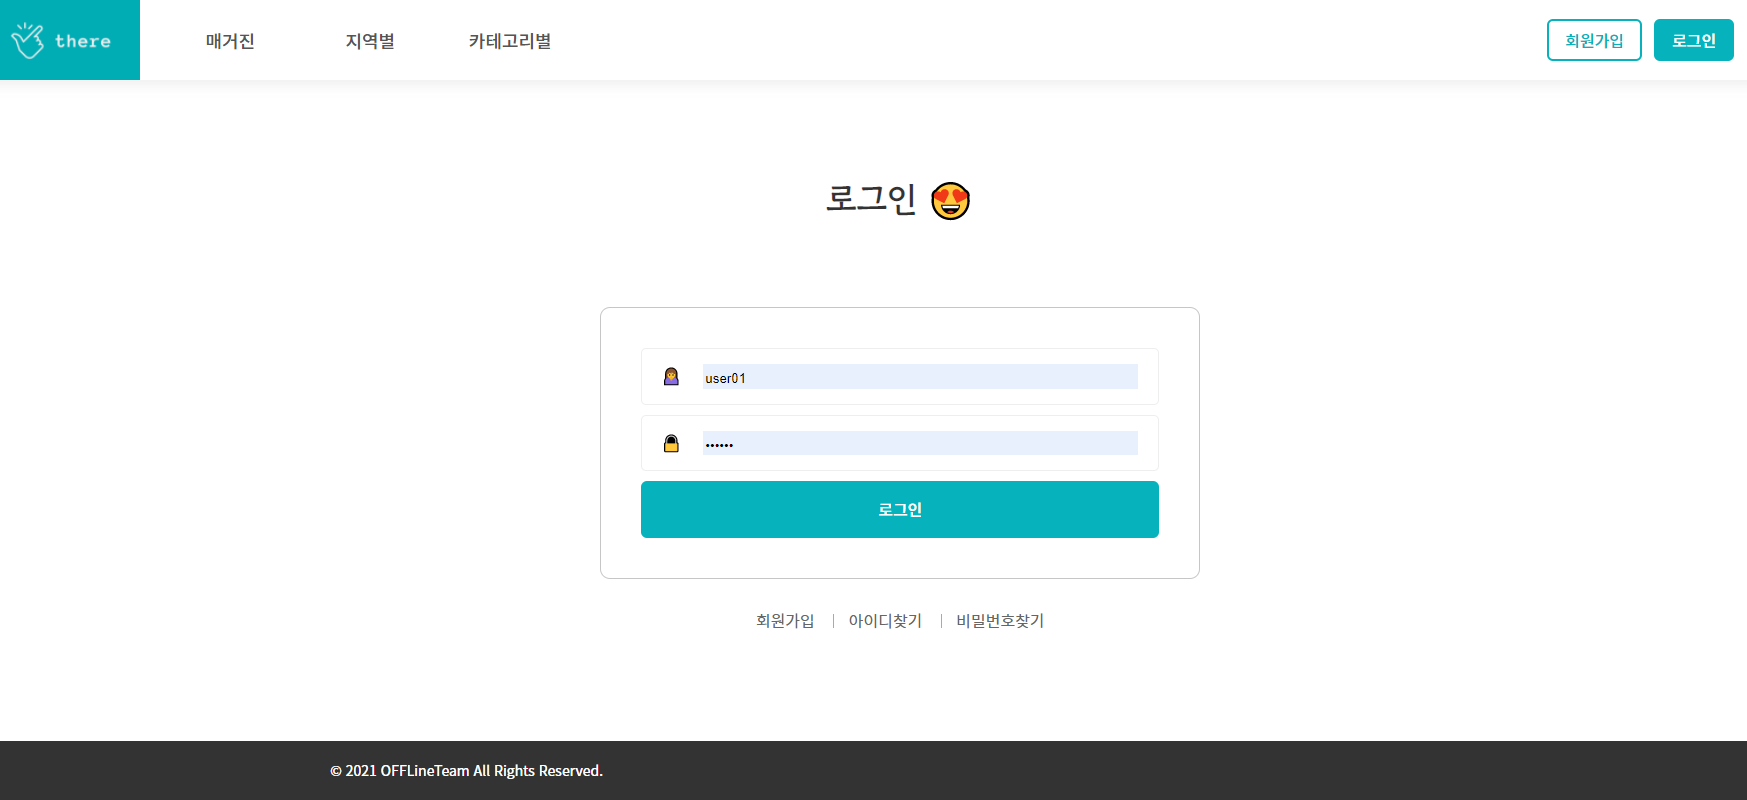 there 매거진 지역별 카테고리별 회원가입 로그인
로그인
user01
••••••
로그인
회원가입 아이디찾기 비밀번호찾기
© 2021 OFFLineTeam All Rights Reserved.